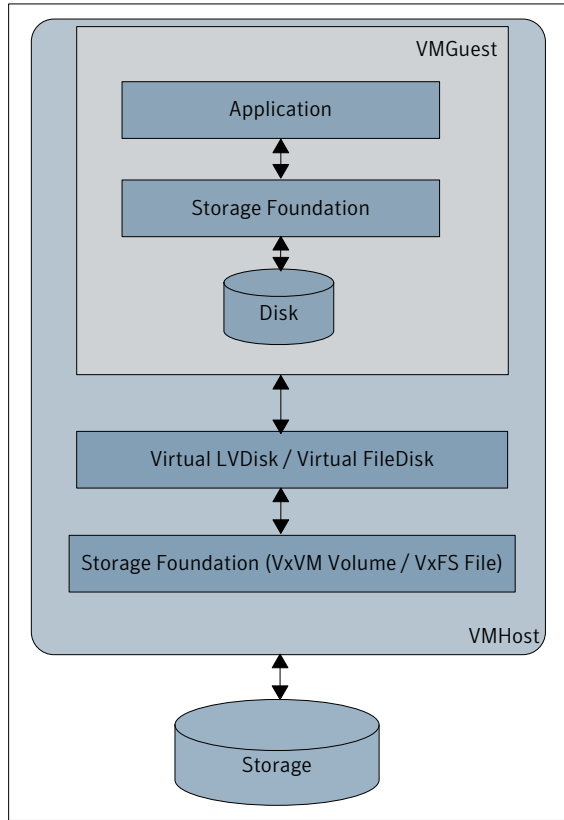 VMGuest
Application
Storage Foundation
Disk
Virtual LVDisk / Virtual FileDisk
Storage Foundation (VxVM Volume / VxFS File)
VMHost
Storage